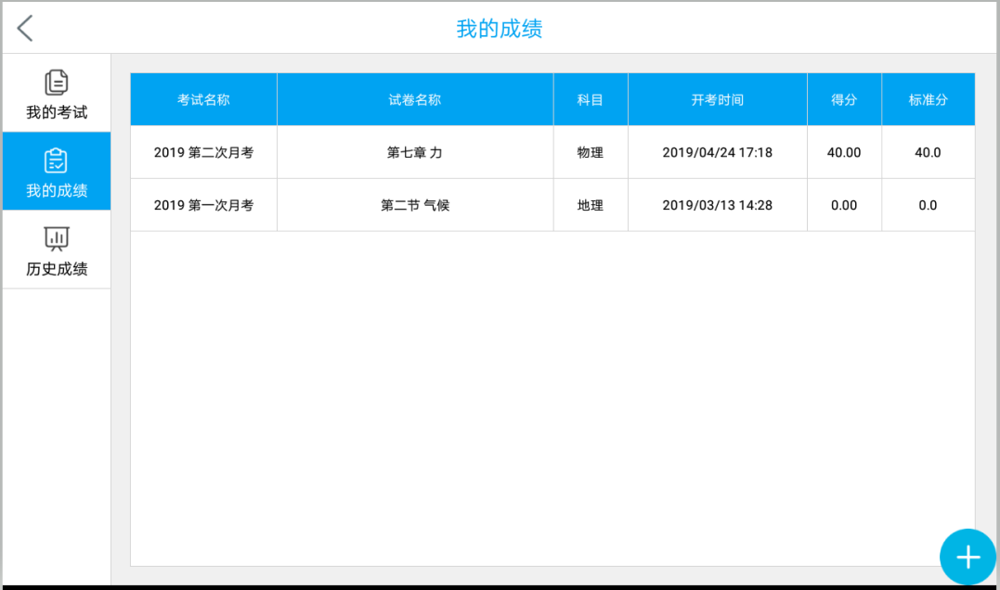 我的成绩
我的考试
我的成绩
历史成绩
考试名称 试卷名称 科目 开考时间 得分 标准分
2019 第二次月考 第七章 力 物理 2019/04/24 17:18 40.00 40.0
2019 第一次月考 第二节 气候 地理 2019/03/13 14:28 0.00 0.0